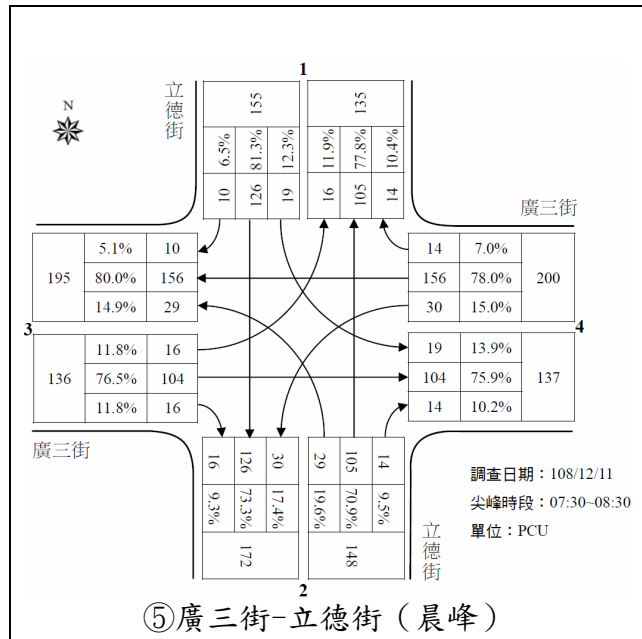 1
立德街
N
155
135
6.5% 81.3% 12.3%
11.9% 77.8% 10.4%
10 126 19
16 105 14
廣三街
195
5.1% 10
80.0% 156
14.9% 29
14 7.0%
156 78.0%
30 15.0%
200
3
4
136
11.8% 16
76.5% 104
11.8% 16
19 13.9%
104 75.9%
14 10.2%
137
廣三街
16 126 30
29 105 14
9.3% 73.3% 17.4%
19.6% 70.9% 9.5%
172
148
2
立德街
調查日期：108/12/11
尖峰時段：07:30~08:30
單位：PCU
⑤廣三街-立德街（晨峰）